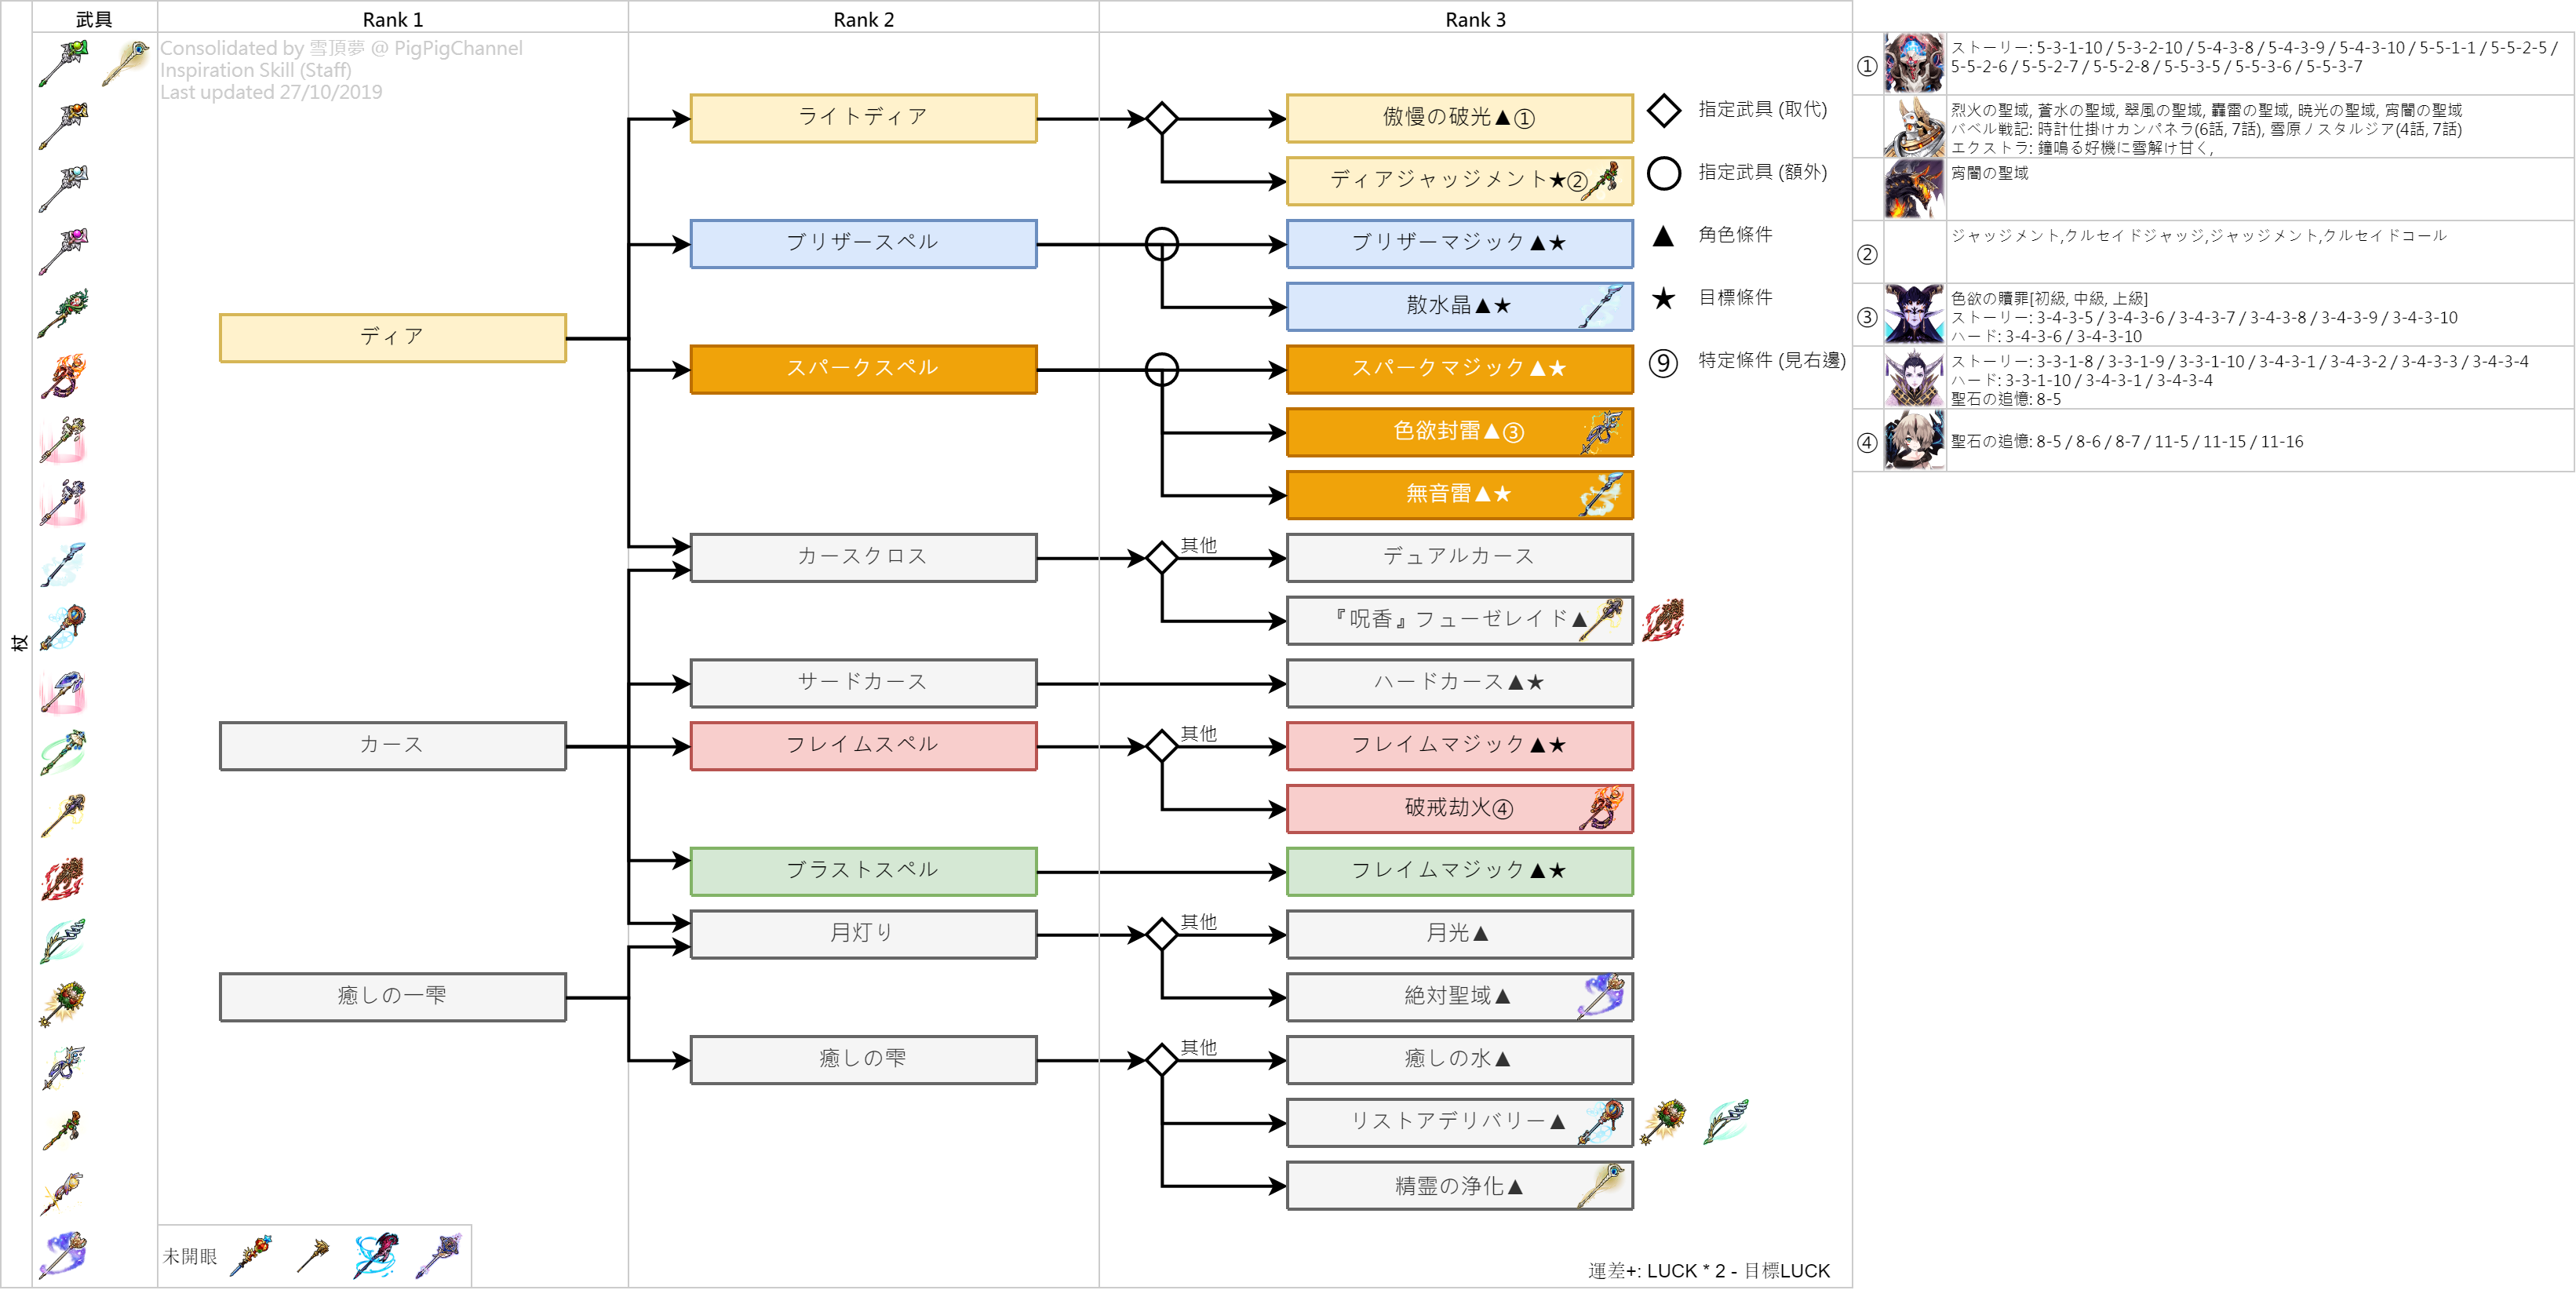 武具
Rank 1
Rank 2
Rank 3
杖
Consolidated by 雪頂夢 @ PigPigChannel
Inspiration Skill (Staff)
Last updated 27/10/2019
ディア
カース
癒しの一雫
ライトディア
ブリザースペル
スパークスペル
カースクロス
サードカース
フレイムスペル
ブラストスペル
月灯り
癒しの雫
傲慢の破光▲①
ディアジャッジメント★②
ブリザーマジック▲★
散水晶▲★
スパークマジック▲★
色欲封雷▲③
無音雷▲★
其他
デュアルカース
『呪香』フューゼレイド▲
ハードカース▲★
其他
フレイムマジック▲★
破戒劫火④
フレイムマジック▲★
其他
月光▲
絶対聖域▲
其他
癒しの水▲
リストアデリバリー▲
精霊の浄化▲
指定武具 (取代)
指定武具 (額外)
▲ 角色條件
★ 目標條件
⑨ 特定條件 (見右邊)
未開眼
運差+: LUCK * 2 - 目標LUCK
①
ストーリー: 5-3-1-10 / 5-3-2-10 / 5-4-3-8 / 5-4-3-9 / 5-4-3-10 / 5-5-1-1 / 5-5-2-5 /
5-5-2-6 / 5-5-2-7 / 5-5-2-8 / 5-5-3-5 / 5-5-3-6 / 5-5-3-7
烈火の聖域, 蒼水の聖域, 翠風の聖域, 轟雷の聖域, 暁光の聖域, 宵闇の聖域
バベル戦記: 時計仕掛けカンパネラ(6話, 7話), 雪原ノスタルジア(4話, 7話)
エクストラ: 鐘鳴る好機に雪解け甘く,
宵闇の聖域
②
ジャッジメント,クルセイドジャッジ,ジャッジメント,クルセイドコール
③
色欲の贖罪[初級, 中級, 上級]
ストーリー: 3-4-3-5 / 3-4-3-6 / 3-4-3-7 / 3-4-3-8 / 3-4-3-9 / 3-4-3-10
ハード: 3-4-3-6 / 3-4-3-10
ストーリー: 3-3-1-8 / 3-3-1-9 / 3-3-1-10 / 3-4-3-1 / 3-4-3-2 / 3-4-3-3 / 3-4-3-4
ハード: 3-3-1-10 / 3-4-3-1 / 3-4-3-4
聖石の追憶: 8-5
④
聖石の追憶: 8-5 / 8-6 / 8-7 / 11-5 / 11-15 / 11-16